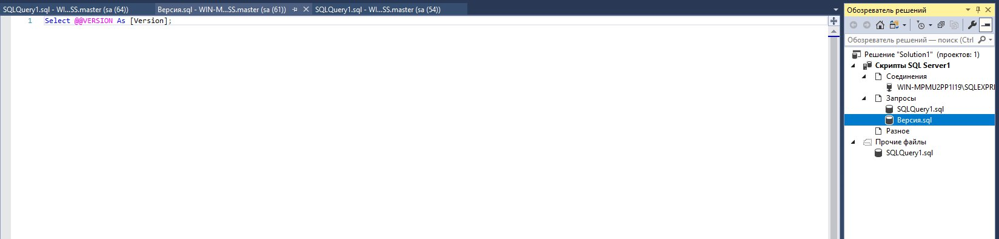 SQLQuery1.sql - WI...SS.master (sa (64))
Версия.sql - WIN-M...SS.master (sa (61))
SQLQuery1.sql - WI...SS.master (sa (54))
1 Select @@VERSION As [Version];
Обозреватель решений
Обозреватель решений — поиск (Ctrl
Решение "Solution1" (проектов: 1)
Скрипты SQL Server1
Соединения
WIN-MPMU2PP1I19\SQLEXPRE
Запросы
SQLQuery1.sql
Версия.sql
Разное
Прочие файлы
SQLQuery1.sql